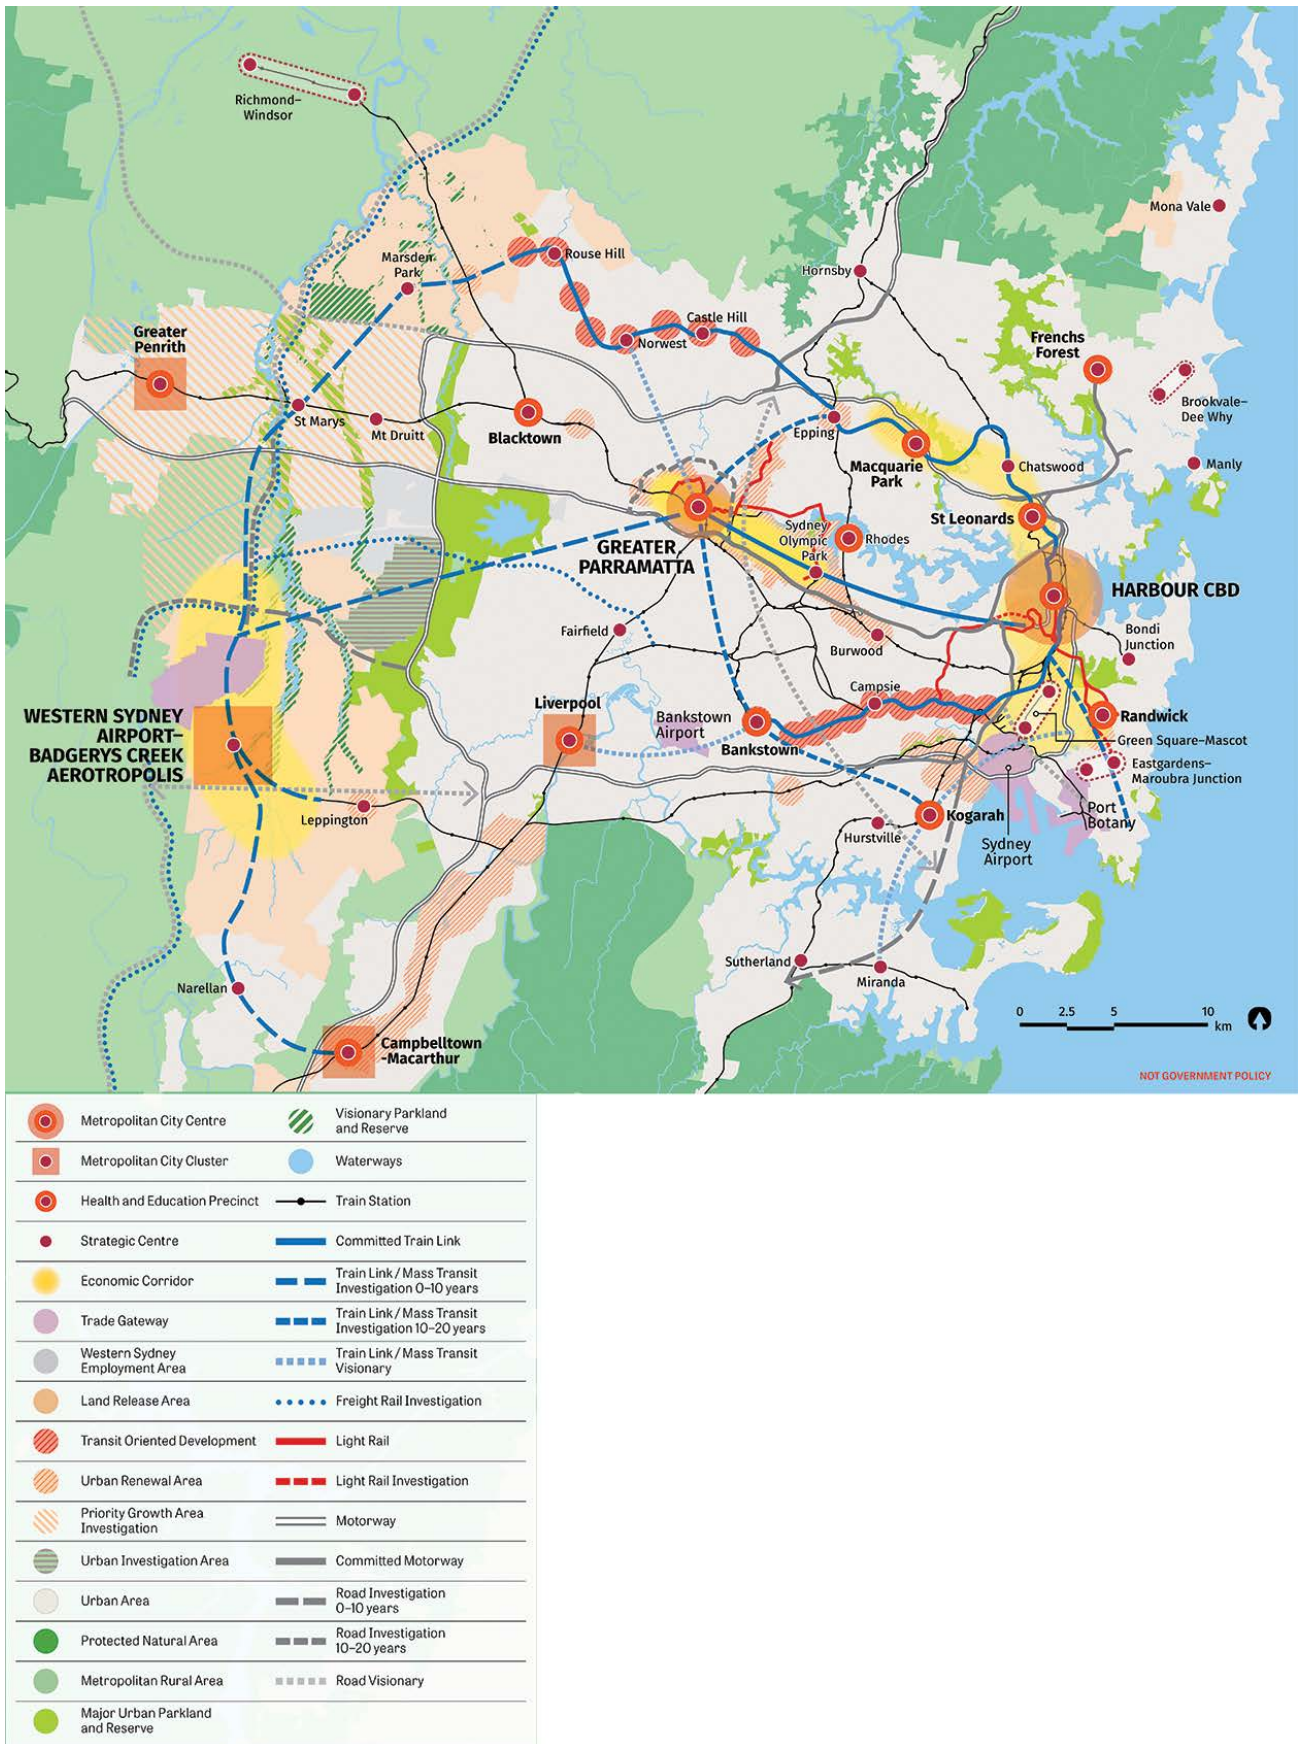 Richmond–
Windsor
Mona Vale
Marsden
Park
Rouse Hill
Hornsby
Castle Hill
Norwest
Greater
Penrith
Frenchs
Forest
Brookvale–
Dee Why
St Marys
Mt Druitt
Blacktown
Epping
Macquarie
Park
Chatswood
Manly
St Leonards
GREATER
PARRAMATTA
Sydney
Olympic
Park
Rhodes
HARBOUR CBD
Fairfield
Burwood
Bondi
Junction
Campsie
Liverpool
Bankstown
Airport
Bankstown
Randwick
Green Square–Mascot
Eastgardens–
Maroubra Junction
WESTERN SYDNEY
AIRPORT–
BADGERYS CREEK
AEROTROPOLIS
Leppington
Kogarah
Hurstville
Port
Botany
Sydney
Airport
Narellan
Sutherland
Miranda
Campbelltown
-Macarthur
0 2.5 5 10
km
NOT GOVERNMENT POLICY
Metropolitan City Centre
Visionary Parkland
and Reserve
Metropolitan City Cluster
Waterways
Health and Education Precinct
Train Station
Strategic Centre
Committed Train Link
Economic Corridor
Train Link / Mass Transit
Investigation 0–10 years
Trade Gateway
Train Link / Mass Transit
Investigation 10–20 years
Western Sydney
Employment Area
Train Link / Mass Transit
Visionary
Land Release Area
Freight Rail Investigation
Transit Oriented Development
Light Rail
Urban Renewal Area
Light Rail Investigation
Priority Growth Area
Investigation
Motorway
Urban Investigation Area
Committed Motorway
Urban Area
Road Investigation
0–10 years
Protected Natural Area
Road Investigation
10–20 years
Metropolitan Rural Area
Road Visionary
Major Urban Parkland
and Reserve